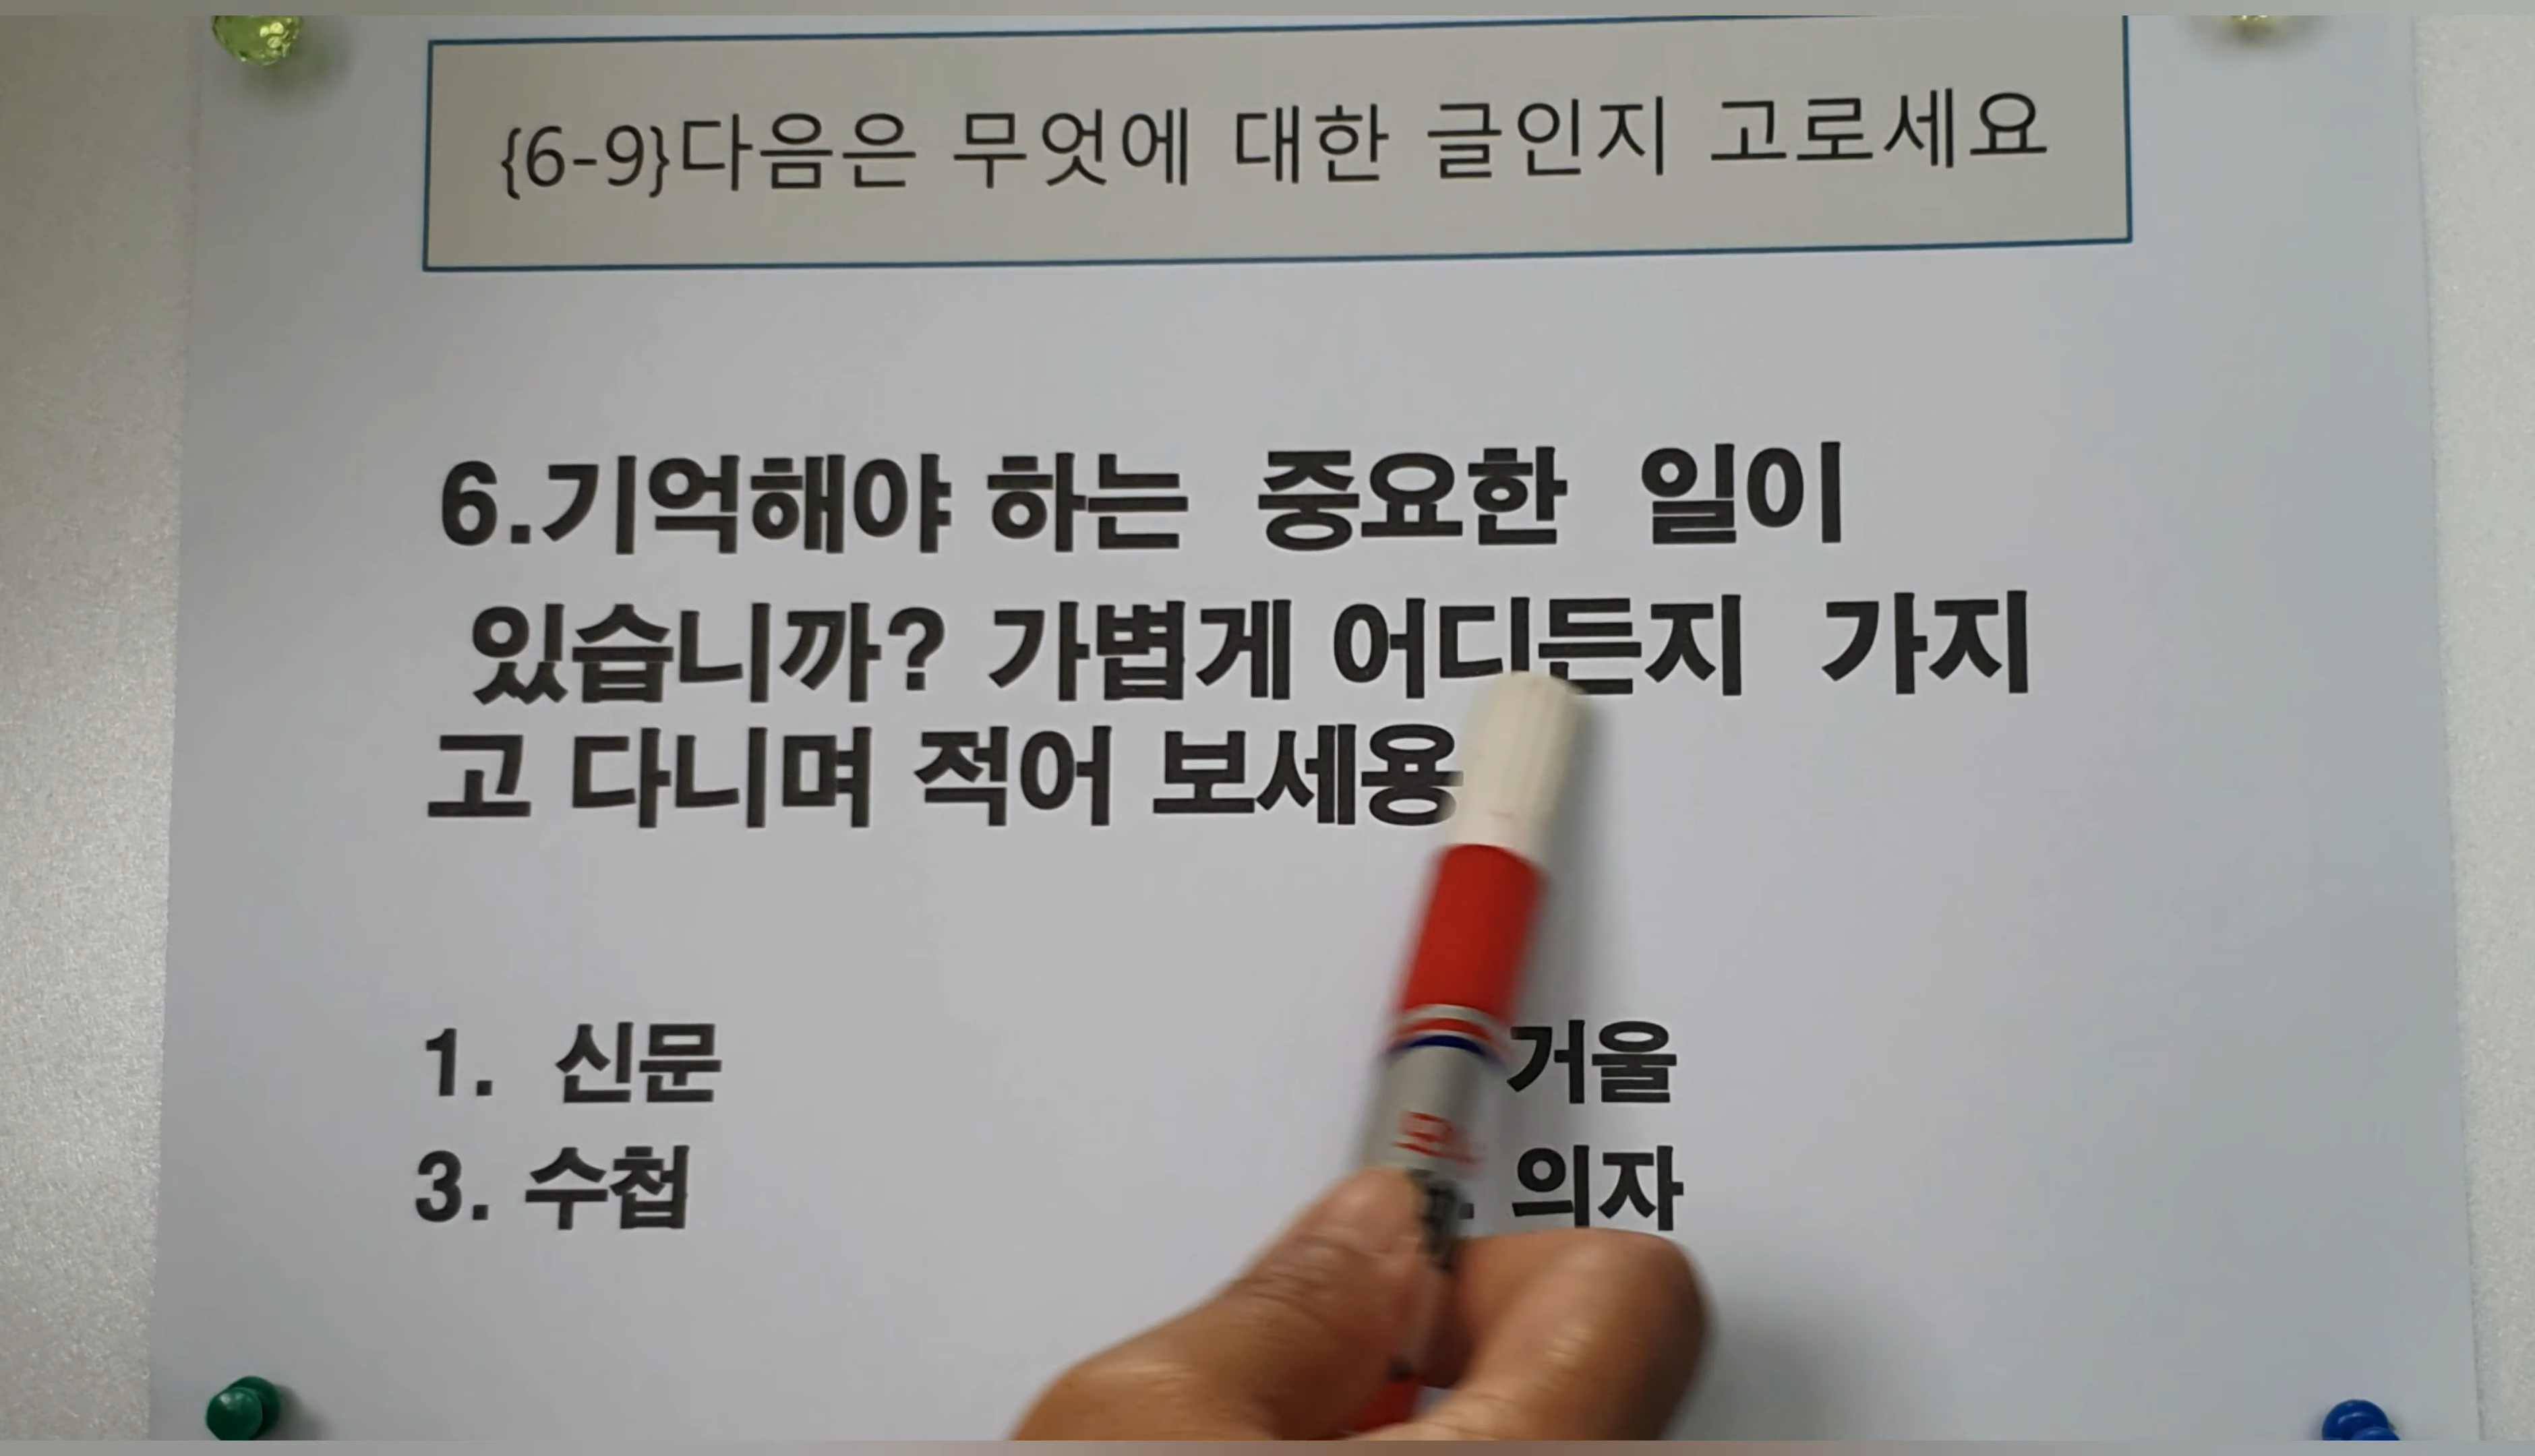 {6-9}다음은 무엇에 대한 글인지 고로세요
6.기억해야 하는 중요한 일이
있습니까? 가볍게 어디든지 가지
고 다니며 적어 보세용
1. 신문 거울
3. 수첩 . 의자